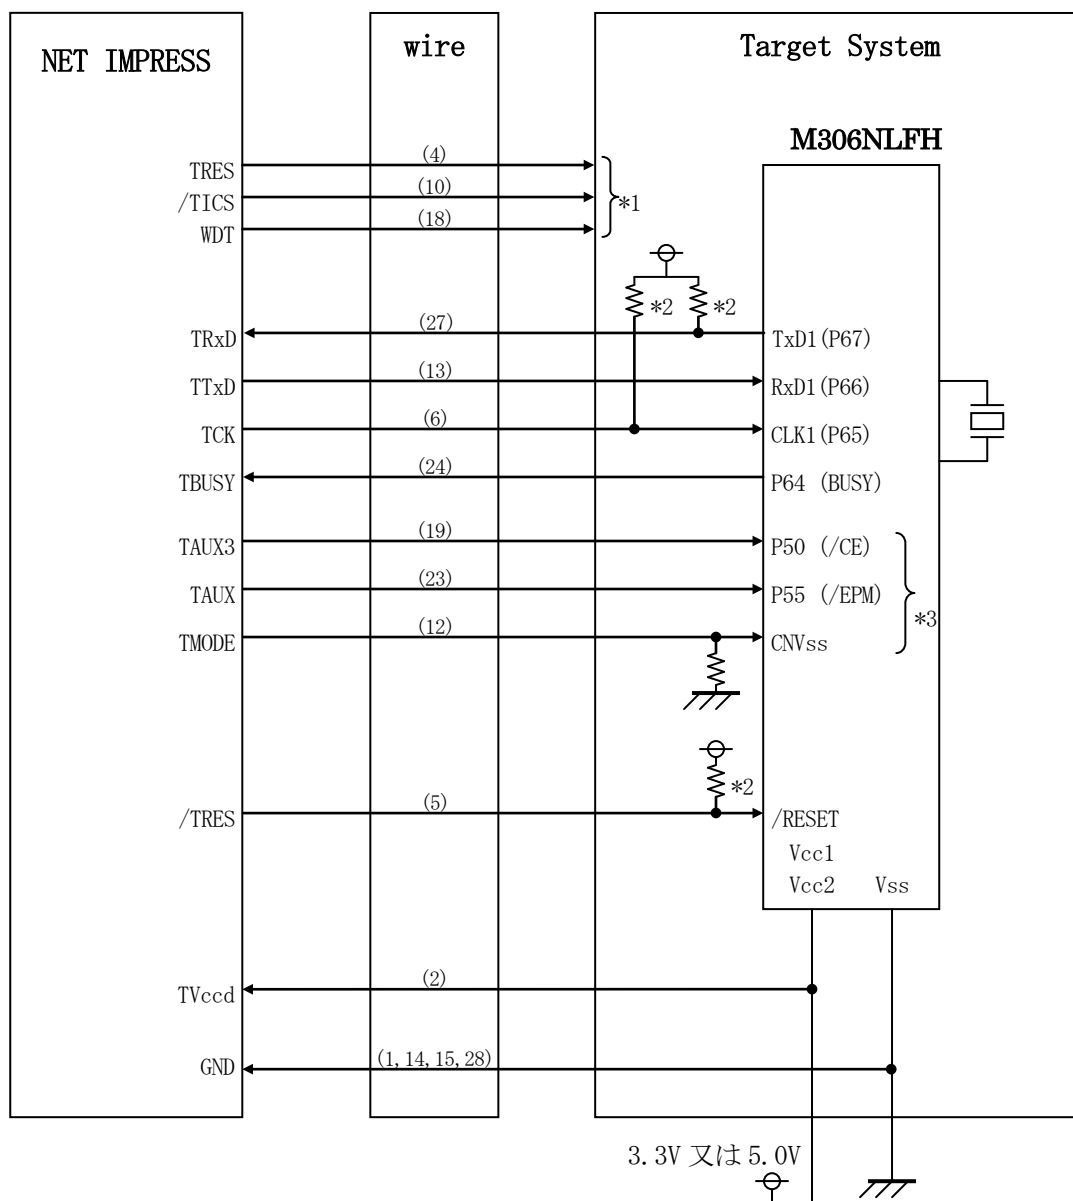 NET IMPRESS
wire
Target System
M306NLFH
TRES
(4)
/TICS
(10)
*1
WDT
(18)
*2
*2
TRxD
(27)
TxD1(P67)
TTxD
(13)
RxD1(P66)
TCK
(6)
CLK1(P65)
TBUSY
(24)
P64 (BUSY)
TAUX3
(19)
P50 (/CE)
TAUX
(23)
P55 (/EPM)
*3
TMODE
(12)
CNVss
*2
/TRES
(5)
/RESET
Vcc1
Vcc2
Vss
TVccd
(2)
GND
(1,14,15,28)
3.3V 又は 5.0V